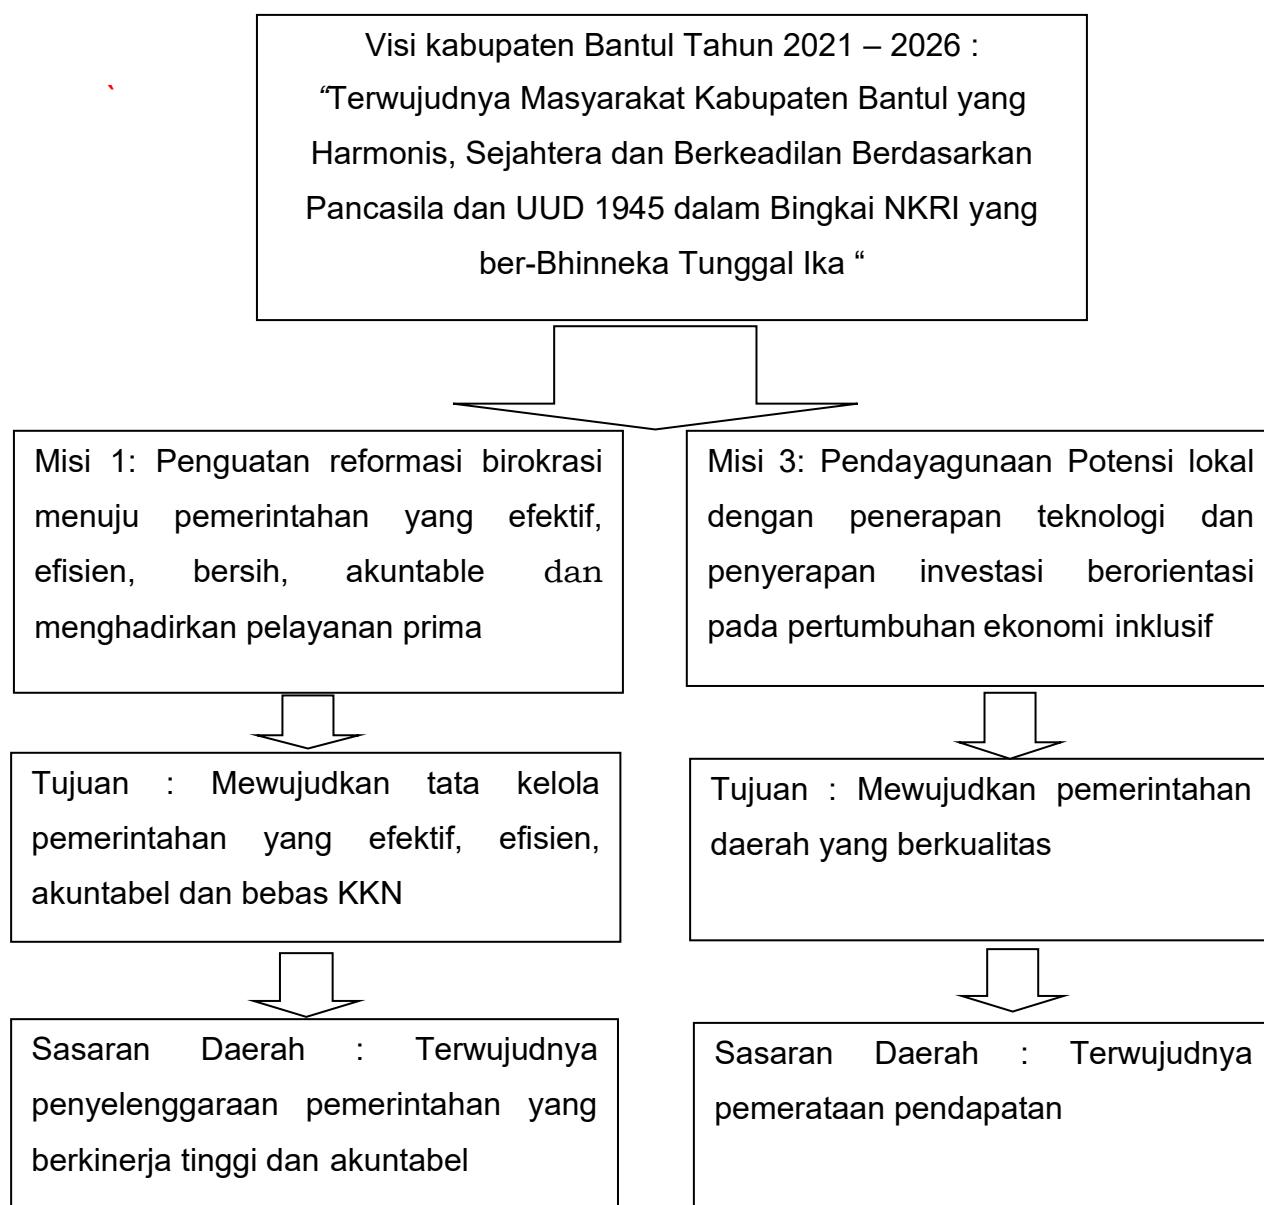 Visi kabupaten Bantul Tahun 2021 – 2026 :
“Terwujudnya Masyarakat Kabupaten Bantul yang
Harmonis, Sejahtera dan Berkeadilan Berdasarkan
Pancasila dan UUD 1945 dalam Bingkai NKRI yang
ber-Bhinneka Tunggal Ika “
Misi 1: Penguatan reformasi birokrasi
menuju pemerintahan yang efektif,
efisien, bersih, akuntable dan
menghadirkan pelayanan prima
Misi 3: Pendayagunaan Potensi lokal
dengan penerapan teknologi dan
penyerapan investasi berorientasi
pada pertumbuhan ekonomi inklusif
Tujuan : Mewujudkan tata kelola
pemerintahan yang efektif, efisien,
akuntabel dan bebas KKN
Tujuan : Mewujudkan pemerintahan
daerah yang berkualitas
Sasaran Daerah : Terwujudnya
penyelenggaraan pemerintahan yang
berkinerja tinggi dan akuntabel
Sasaran Daerah : Terwujudnya
pemerataan pendapatan